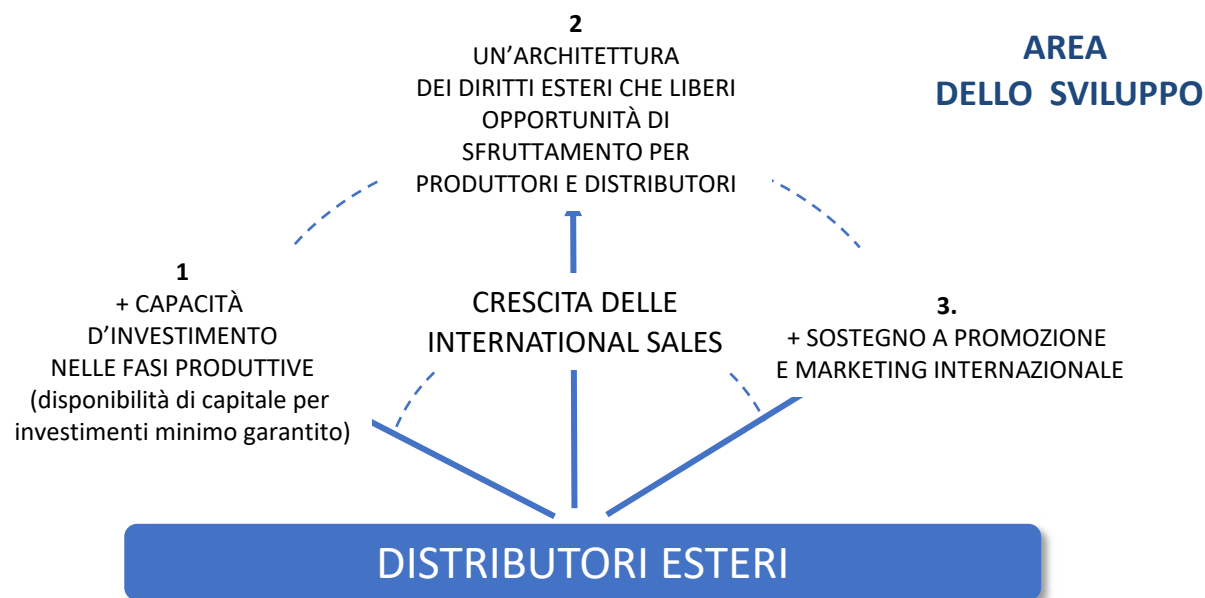 2
UN’ARCHITETTURA
DEI DIRITTI ESTERI CHE LIBERI
OPPORTUNITÀ DI
SFRUTTAMENTO PER
PRODUTTORI E DISTRIBUTORI
AREA
DELLO SVILUPPO
1
+ CAPACITÀ
D’INVESTIMENTO
NELLE FASI PRODUTTIVE
(disponibilità di capitale per
investimenti minimo garantito)
CRESCITA DELLE
INTERNATIONAL SALES
3.
+ SOSTEGNO A PROMOZIONE
E MARKETING INTERNAZIONALE
DISTRIBUTORI ESTERI